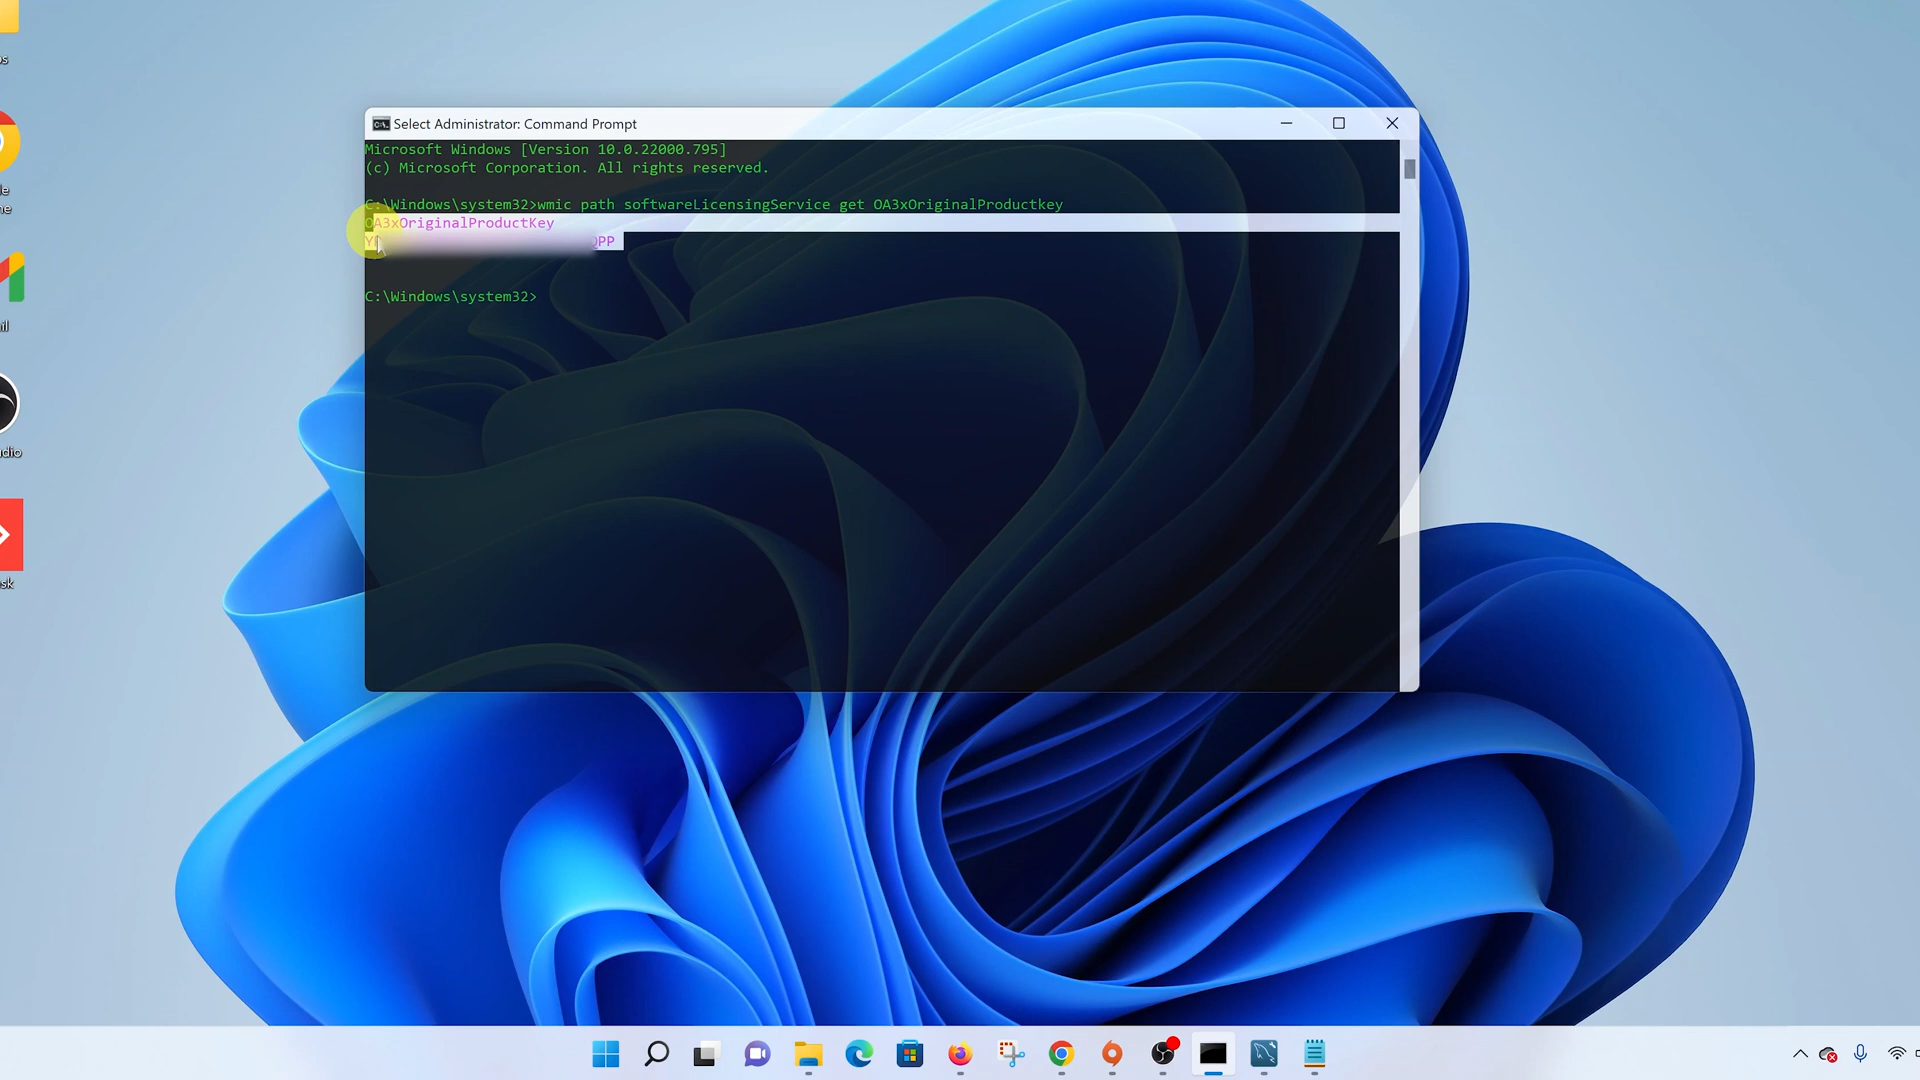 Select Administrator: Command Prompt
Microsoft Windows [Version 10.0.22000.795]
(c) Microsoft Corporation. All rights reserved.
C:\Windows\system32>wmic path softwareLicensingService get OA3xOriginalProductkey
OA3xOriginalProductKey
QPP
C:\Windows\system32>